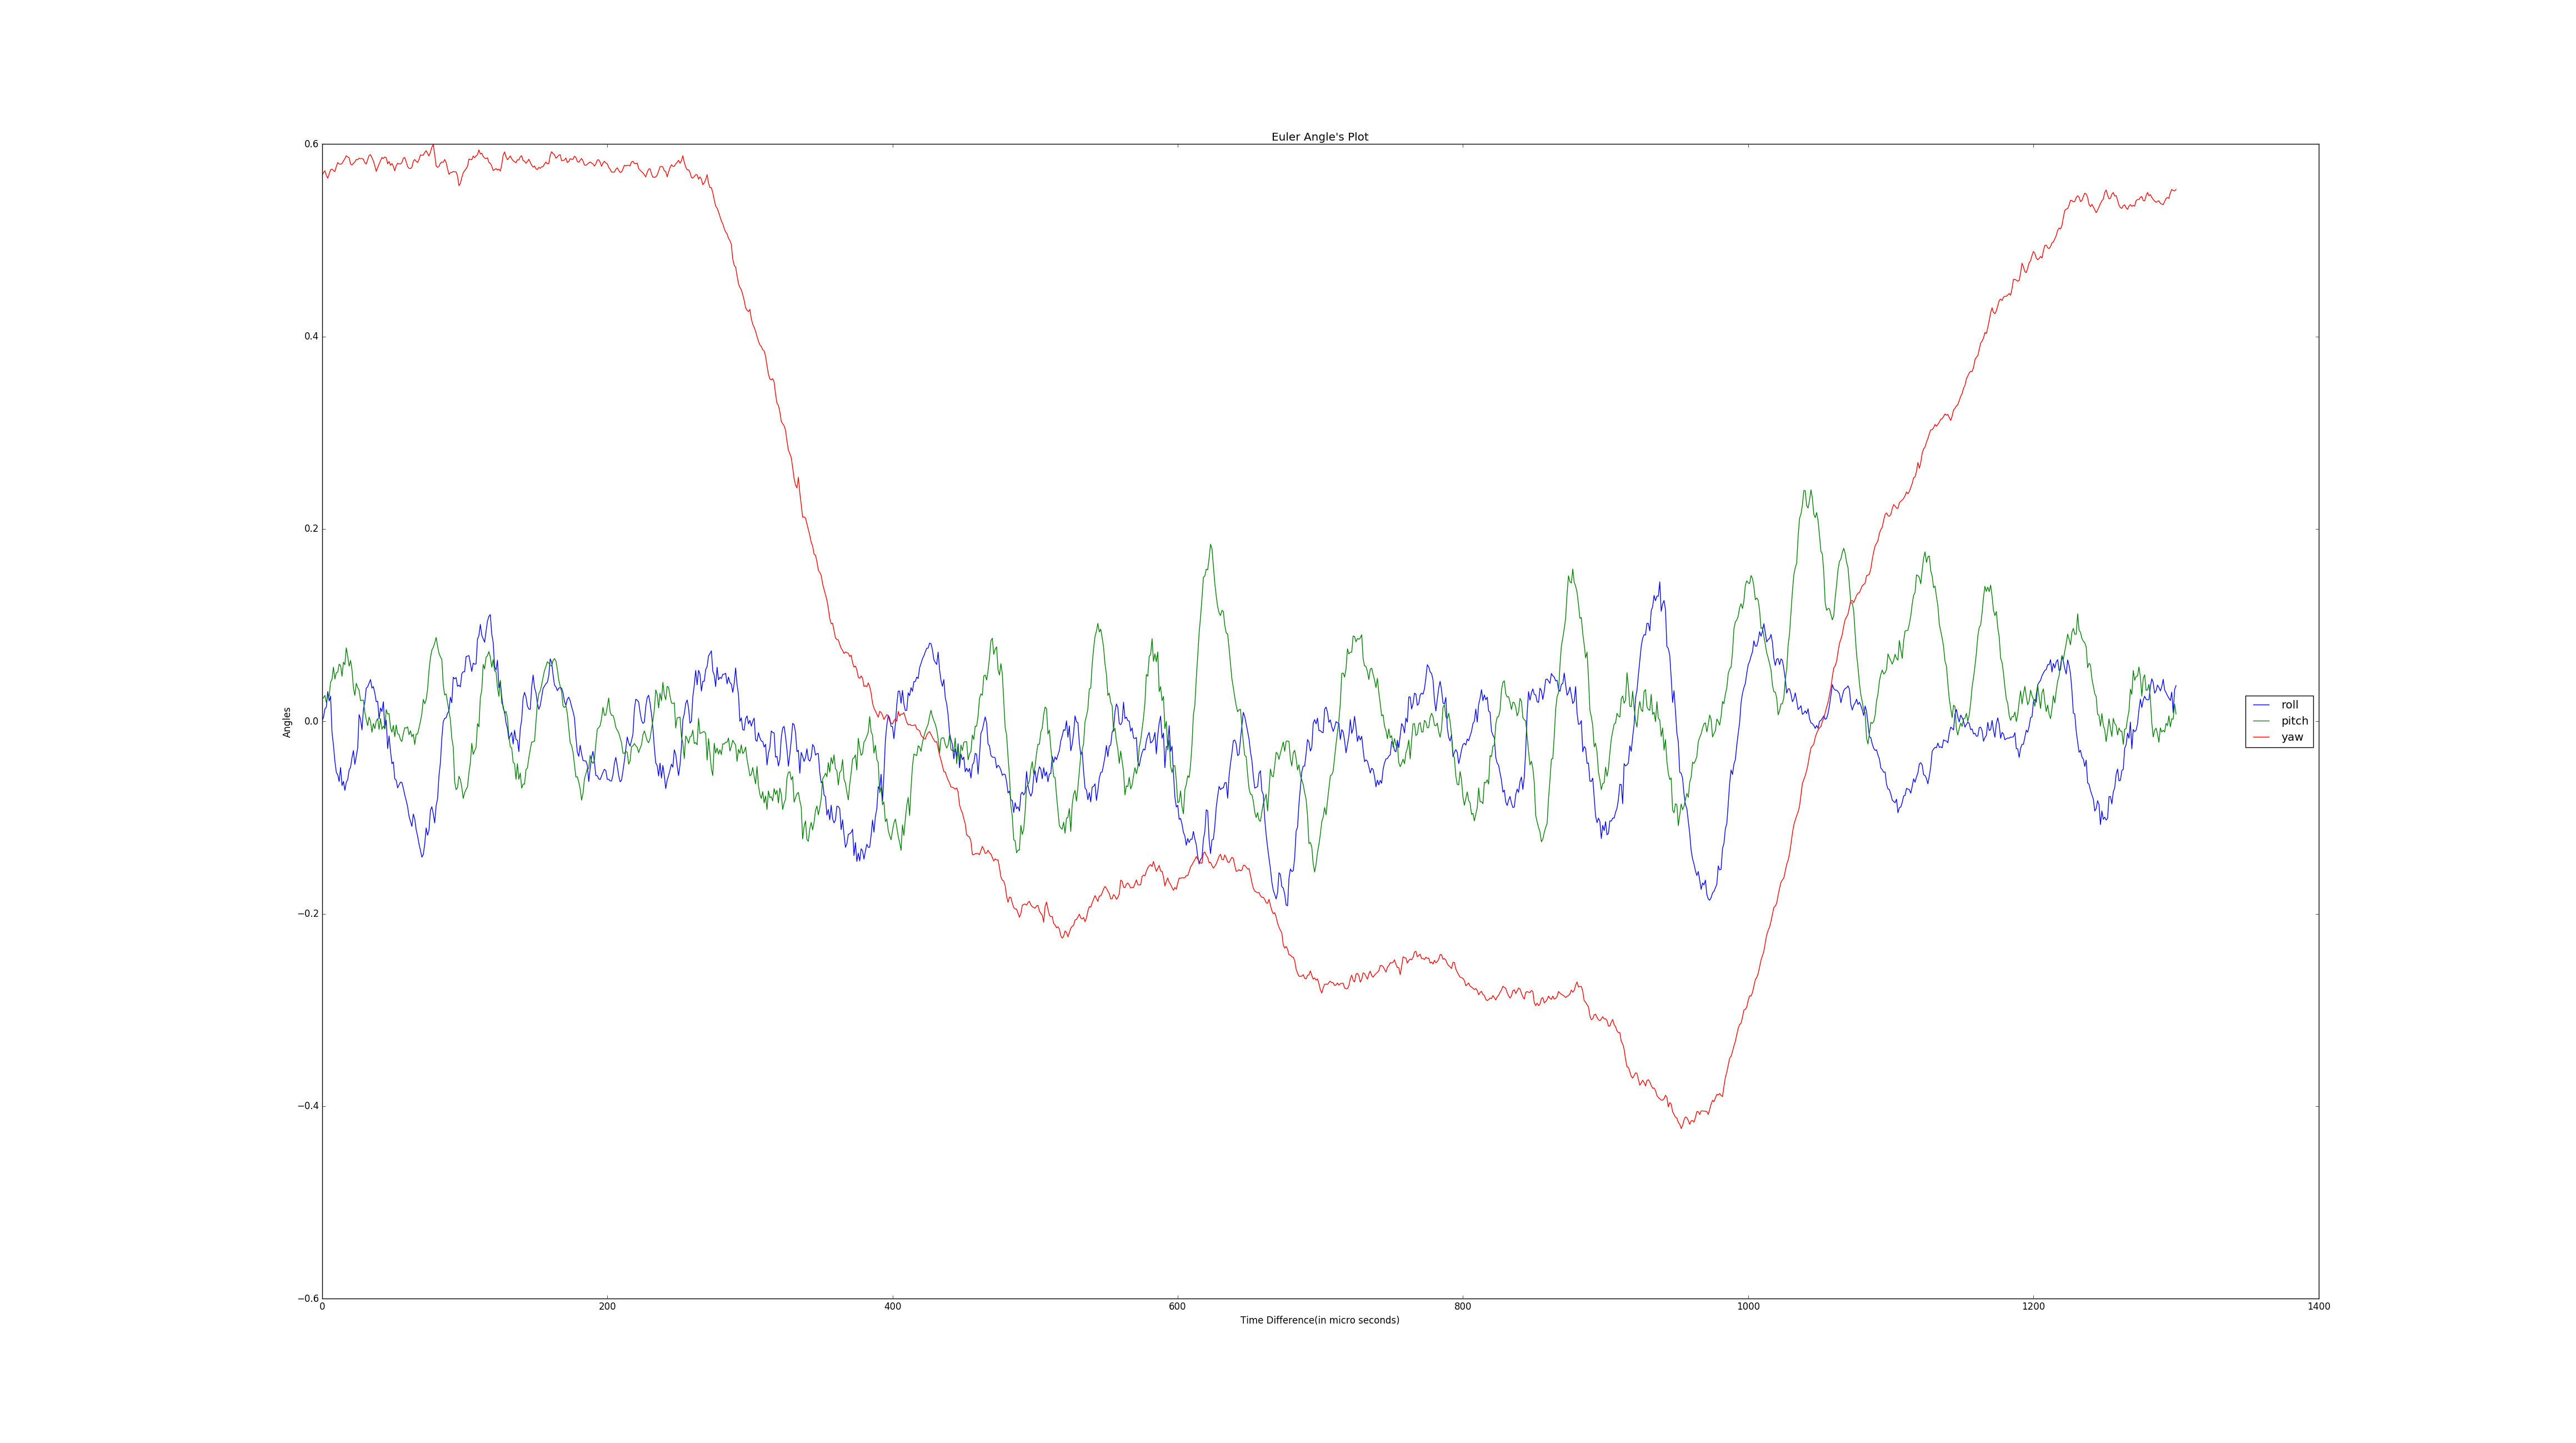 Euler Angle's Plot
0.6
0.4
0.2
0.0
−0.2
−0.4
−0.6
Angles
0 200 400 600 800 1000 1200 1400
Time Difference(in micro seconds)
roll
pitch
yaw